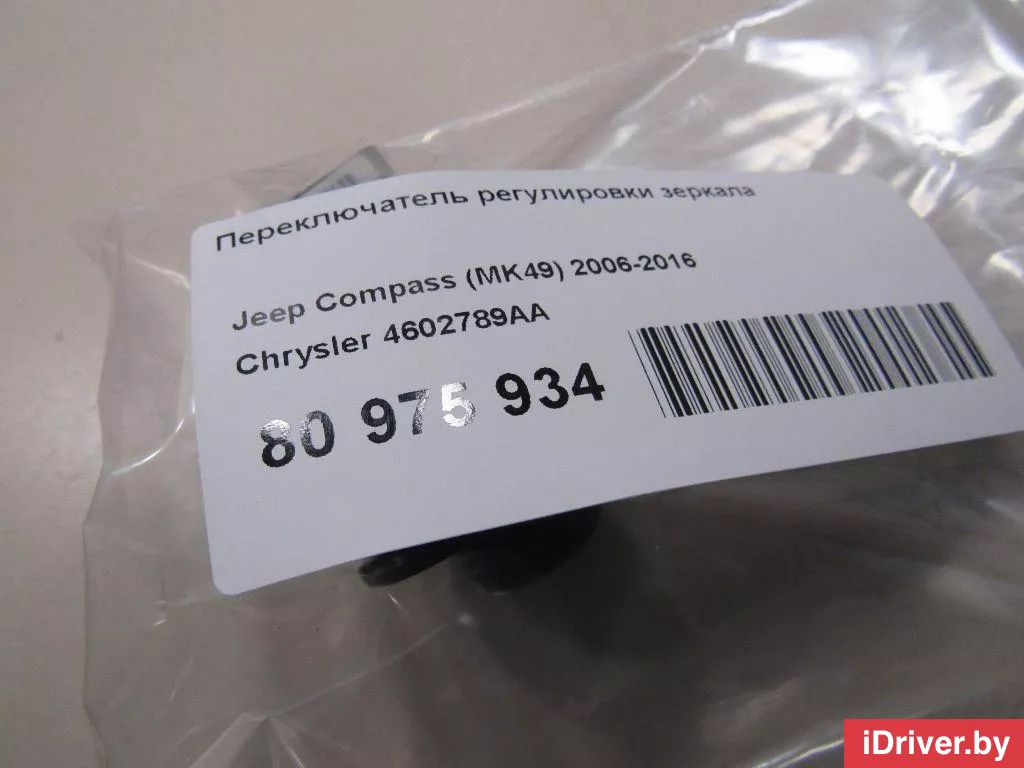 Переключатель регулировки зеркала
Jeep Compass (MK49) 2006-2016
Chrysler 4602789AA
80 975 934
iDriver.by